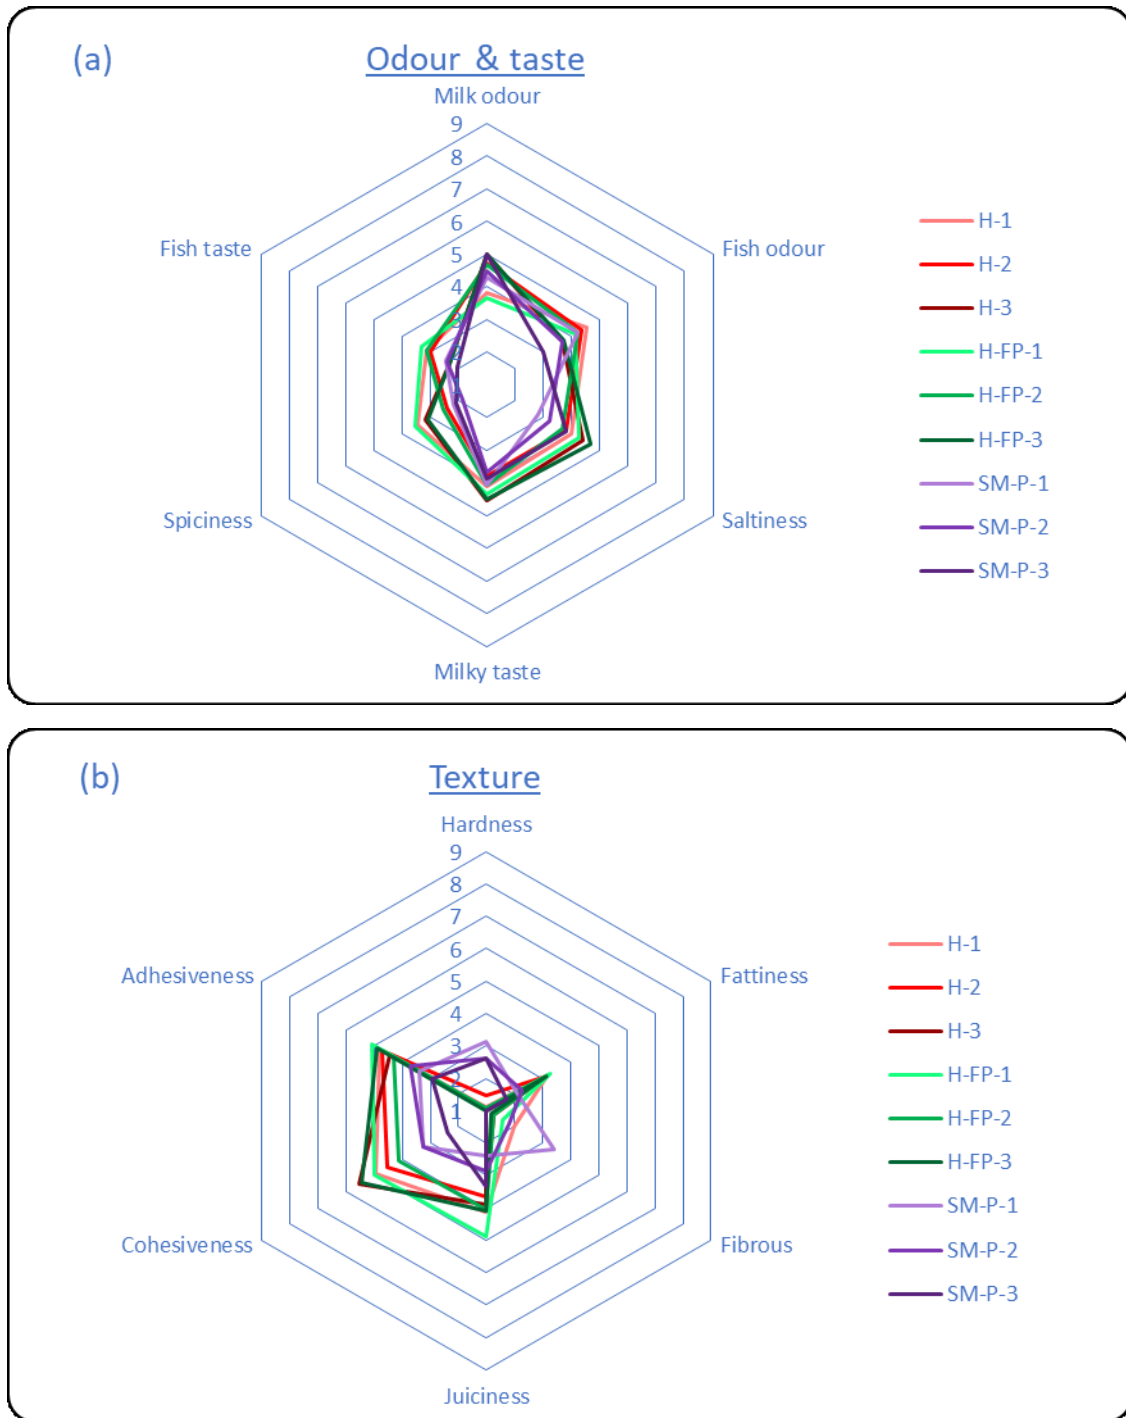 (a)
Odour & taste
Milk odour
9
8
7
6
5
4
3
2
Fish taste
Fish odour
Spiciness
Saltiness
Milky taste
H-1
H-2
H-3
H-FP-1
H-FP-2
H-FP-3
SM-P-1
SM-P-2
SM-P-3
(b)
Texture
Hardness
9
8
7
6
5
4
3
2
1
Adhesiveness
Fattiness
Cohesiveness
Fibrous
Juiciness
H-1
H-2
H-3
H-FP-1
H-FP-2
H-FP-3
SM-P-1
SM-P-2
SM-P-3